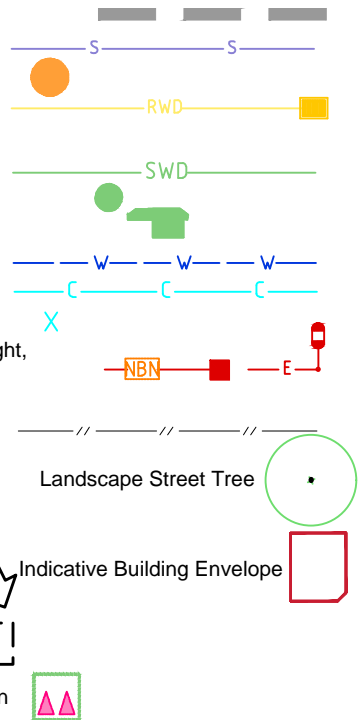 S S
RWD
SWD
W W W
C C C
X
ght,
NBN E
// // //
Landscape Street Tree
Indicative Building Envelope
n